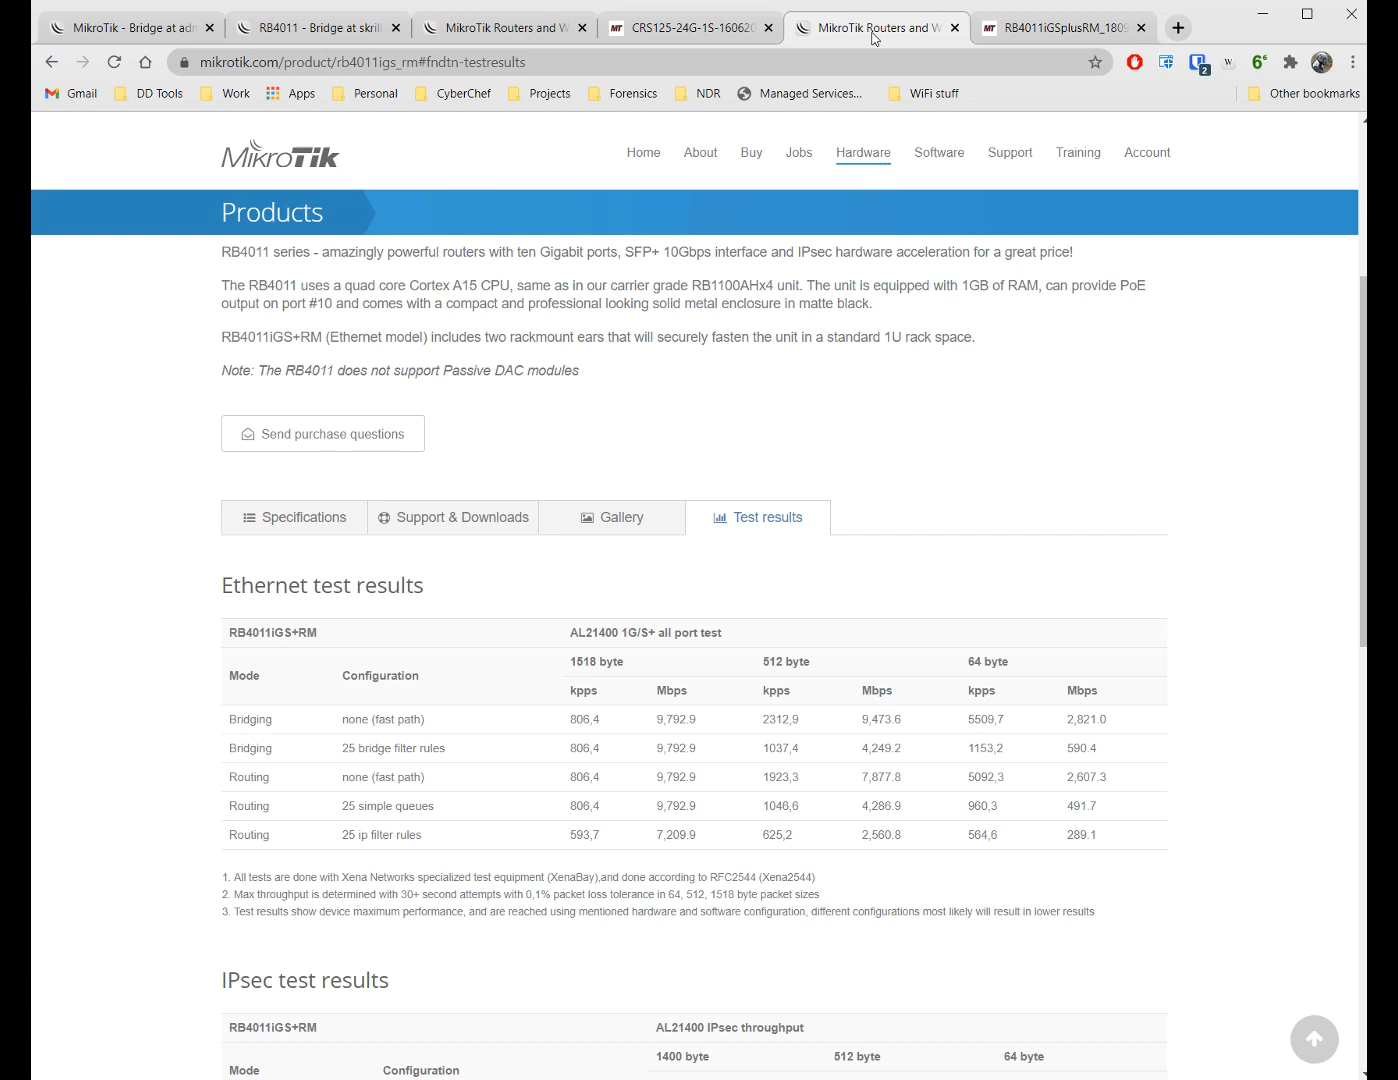 MikroTik - Bridge at adn
RB4011 - Bridge at skril
MikroTik Routers and W
MT CRS125-24G-1S-160620
MikroTik Routers and W
MT RB4011iGSplusRM_1809
mikrotik.com/product/rb4011igs_rm#fndtn-testresults
2
W
6⁶
Gmail
DD Tools
Work
Apps
Personal
CyberChef
Projects
Forensics
NDR
Managed Services...
WiFi stuff
Other bookmarks
MikroTik
Home About Buy Jobs Hardware Software Support Training Account
Products
RB4011 series - amazingly powerful routers with ten Gigabit ports, SFP+ 10Gbps interface and IPsec hardware acceleration for a great price!
The RB4011 uses a quad core Cortex A15 CPU, same as in our carrier grade RB1100AHx4 unit. The unit is equipped with 1GB of RAM, can provide PoE
output on port #10 and comes with a compact and professional looking solid metal enclosure in matte black.
RB4011iGS+RM (Ethernet model) includes two rackmount ears that will securely fasten the unit in a standard 1U rack space.
Note: The RB4011 does not support Passive DAC modules
Send purchase questions
Specifications Support & Downloads Gallery Test results
Ethernet test results
RB4011iGS+RM AL21400 1G/S+ all port test
Mode Configuration 1518 byte 512 byte 64 byte
kpps Mbps kpps Mbps kpps Mbps
Bridging none (fast path) 806,4 9,792.9 2312,9 9,473.6 5509,7 2,821.0
Bridging 25 bridge filter rules 806,4 9,792.9 1037,4 4,249.2 1153,2 590.4
Routing none (fast path) 806,4 9,792.9 1923,3 7,877.8 5092,3 2,607.3
Routing 25 simple queues 806,4 9,792.9 1046,6 4,286.9 960,3 491.7
Routing 25 ip filter rules 593,7 7,209.9 625,2 2,560.8 564,6 289.1
1. All tests are done with Xena Networks specialized test equipment (XenaBay),and done according to RFC2544 (Xena2544)
2. Max throughput is determined with 30+ second attempts with 0,1% packet loss tolerance in 64, 512, 1518 byte packet sizes
3. Test results show device maximum performance, and are reached using mentioned hardware and software configuration, different configurations most likely will result in lower results
IPsec test results
RB4011iGS+RM AL21400 IPsec throughput
Mode Configuration 1400 byte 512 byte 64 byte